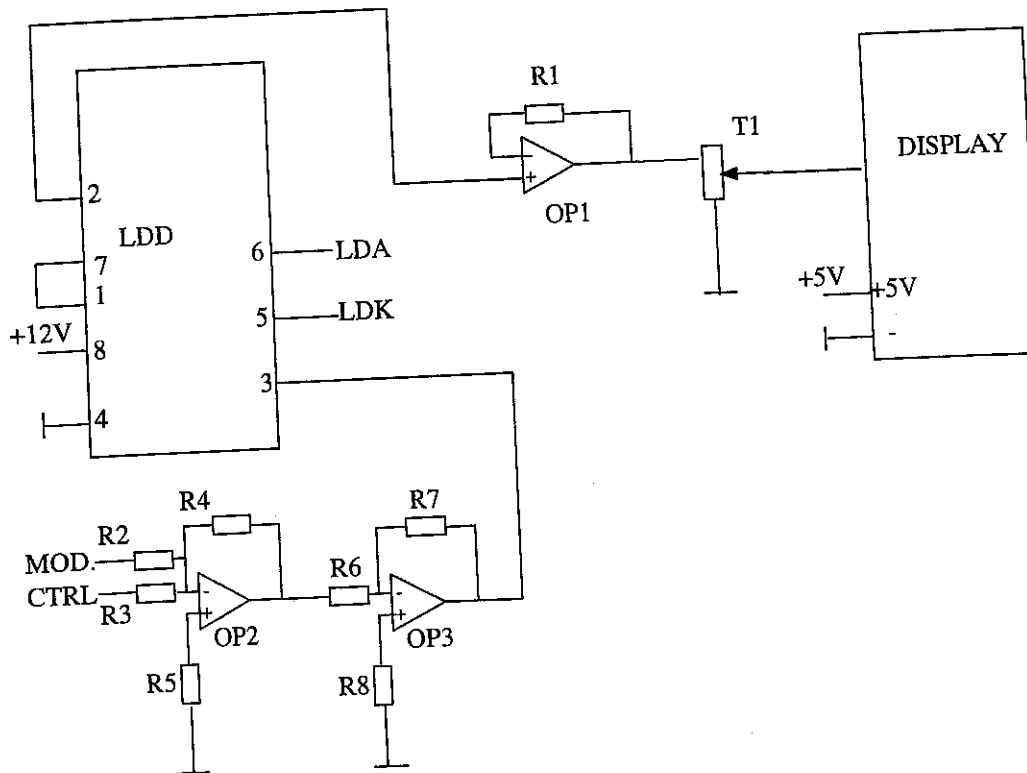 R1
T1
DISPLAY
2
LDD
OP1
6
LDA
7
1
+5V
+5V
5
LDK
+12V
8
-
3
4
R4
R7
R2
MOD.
R6
CTRL
R3
-
+
OP2
-
+
OP3
R5
R8
-
+